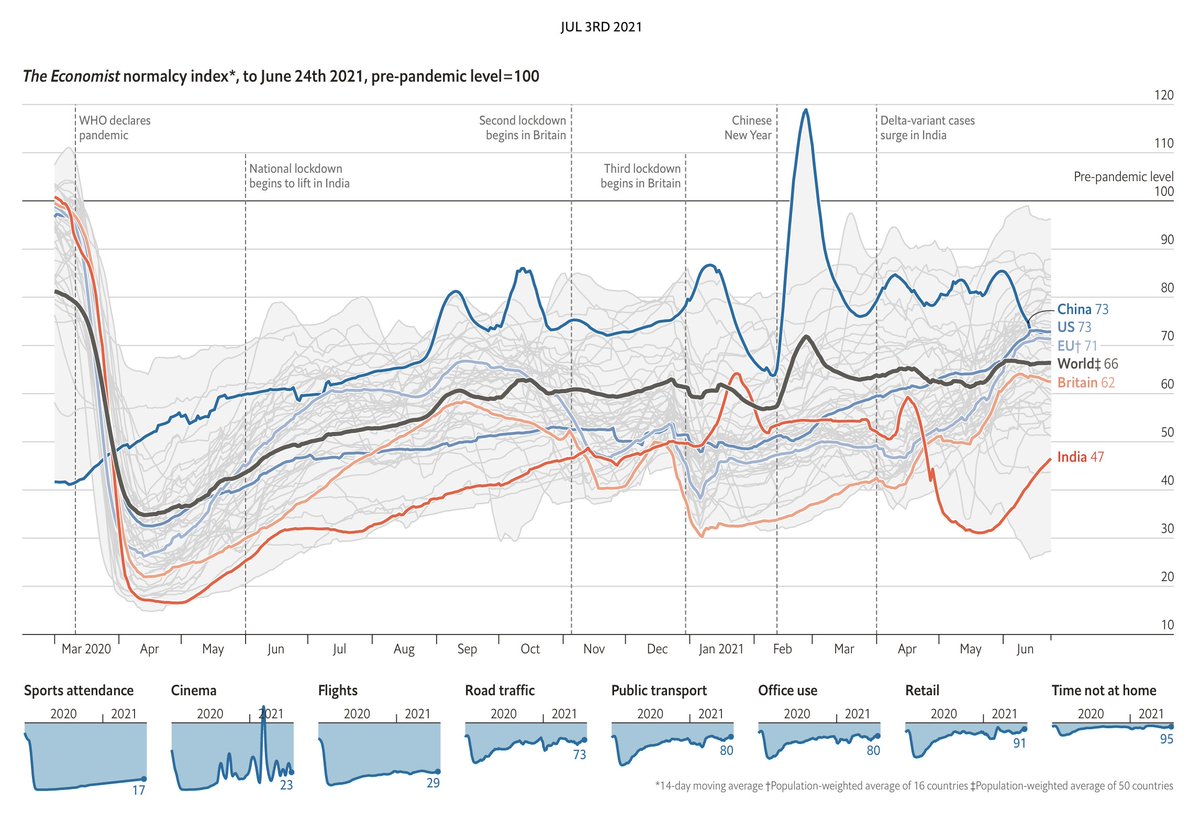 JUL 3RD 2021
The Economist normalcy index*, to June 24th 2021, pre-pandemic level=100
120
WHO declares
pandemic
Second lockdown
begins in Britain
Chinese
New Year
Delta-variant cases
surge in India
110
National lockdown
begins to lift in India
Third lockdown
begins in Britain
Pre-pandemic level
100
90
80
China 73
US 73
70
EU† 71
World‡ 66
Britain 62
60
50
India 47
40
30
20
10
Mar 2020 Apr May Jun Jul Aug Sep Oct Nov Dec Jan 2021 Feb Mar Apr May Jun
Sports attendance
2020 2021
17
Cinema
2020 2021
23
Flights
2020 2021
29
Road traffic
2020 2021
73
Public transport
2020 2021
80
Office use
2020 2021
80
Retail
2020 2021
91
Time not at home
2020 2021
95
*14-day moving average †Population-weighted average of 16 countries ‡Population-weighted average of 50 countries